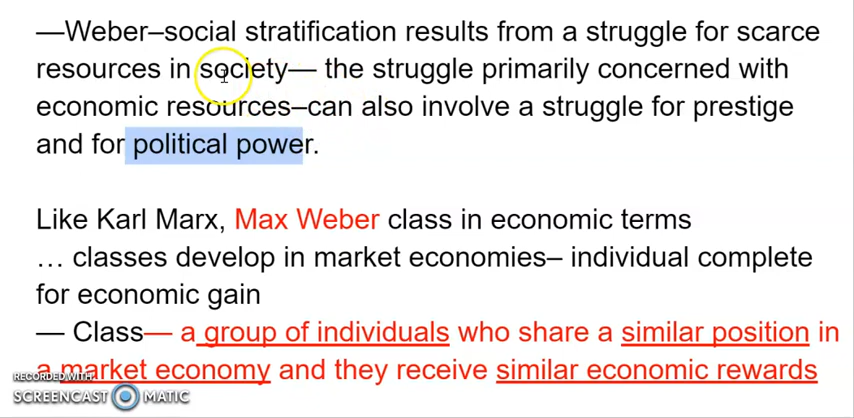 —Weber–social stratification results from a struggle for scarce
resources in society— the struggle primarily concerned with
economic resources–can also involve a struggle for prestige
and for political power.
Like Karl Marx, Max Weber class in economic terms
… classes develop in market economies– individual complete
for economic gain
— Class— a group of individuals who share a similar position in
a market economy and they receive similar economic rewards
RECORDED WITH
SCREENCAST MATIC